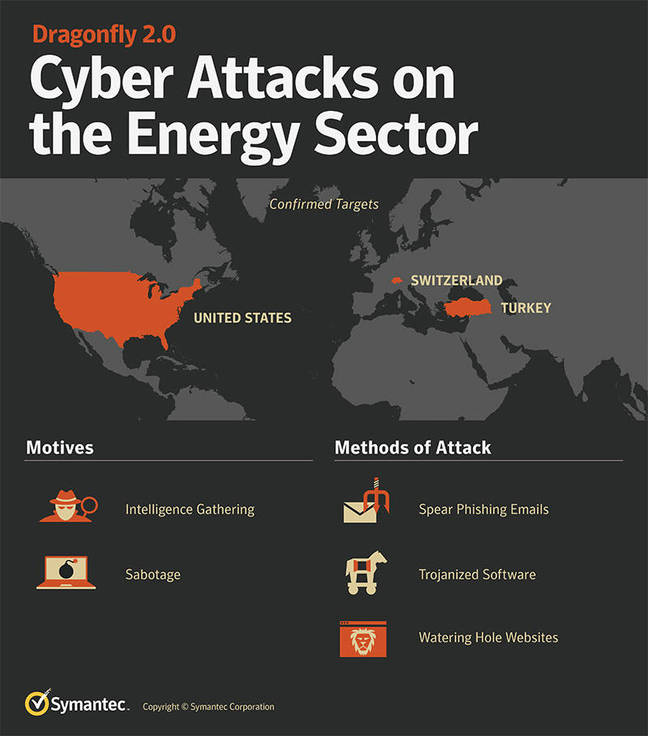 Dragonfly 2.0
Cyber Attacks on
the Energy Sector
Confirmed Targets
SWITZERLAND
TURKEY
UNITED STATES
Motives
Intelligence Gathering
Sabotage
Methods of Attack
Spear Phishing Emails
Trojanized Software
Watering Hole Websites
Symantec™ Copyright © Symantec Corporation